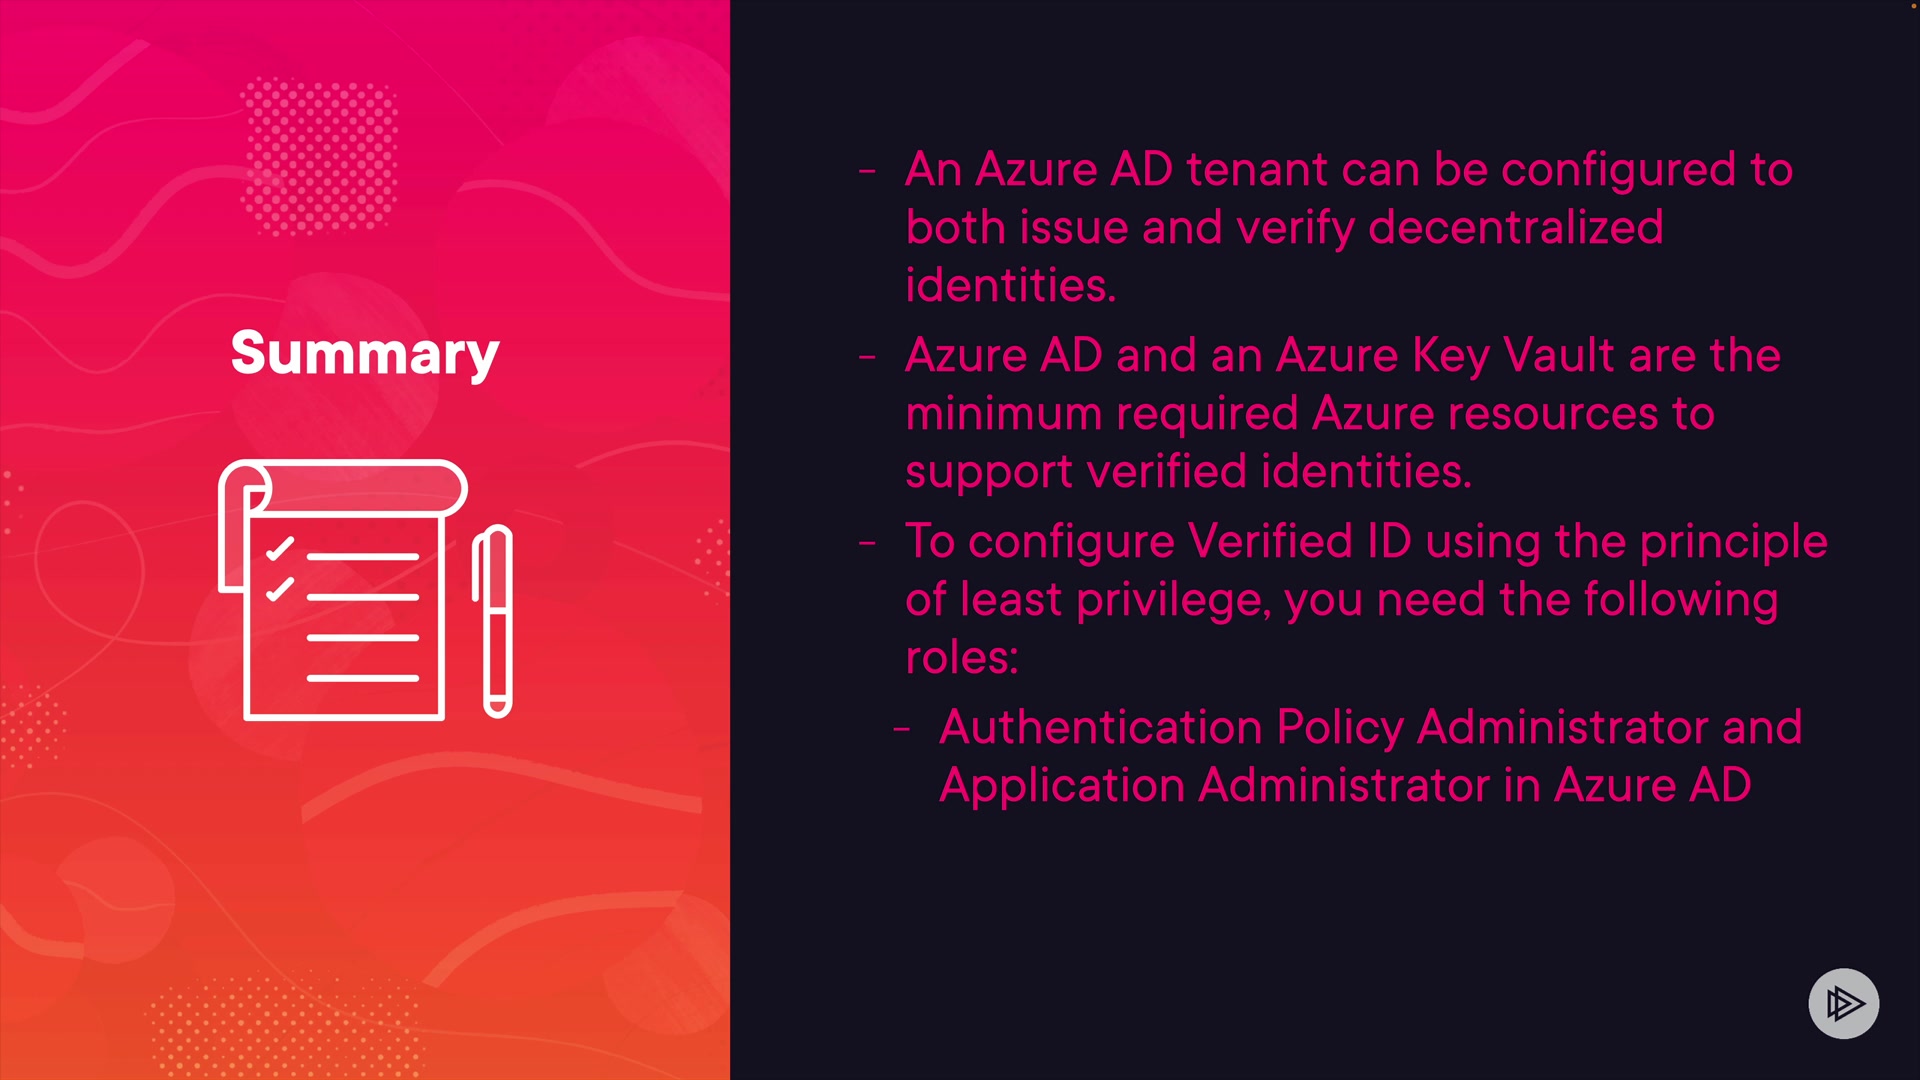 Summary
- An Azure AD tenant can be configured to
both issue and verify decentralized
identities.
- Azure AD and an Azure Key Vault are the
minimum required Azure resources to
support verified identities.
- To configure Verified ID using the principle
of least privilege, you need the following
roles:
- Authentication Policy Administrator and
Application Administrator in Azure AD